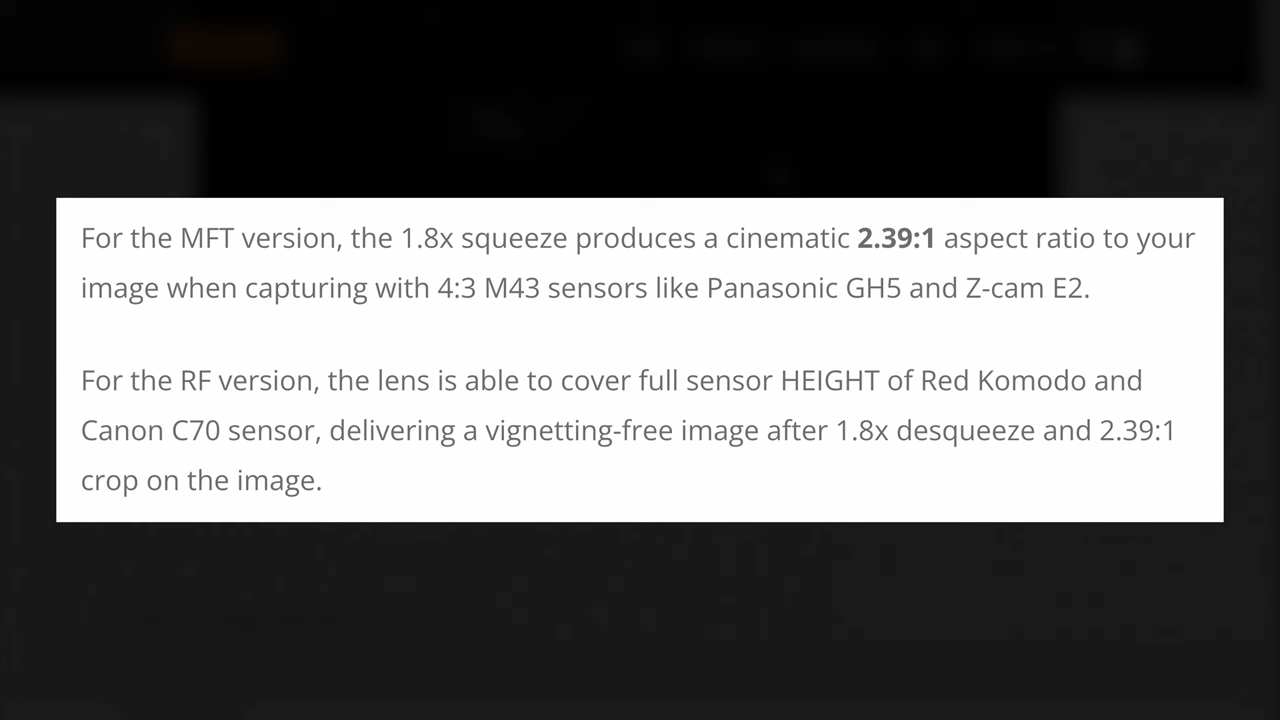 For the MFT version, the 1.8x squeeze produces a cinematic 2.39:1 aspect ratio to your
image when capturing with 4:3 M43 sensors like Panasonic GH5 and Z-cam E2.
For the RF version, the lens is able to cover full sensor HEIGHT of Red Komodo and
Canon C70 sensor, delivering a vignetting-free image after 1.8x desqueeze and 2.39:1
crop on the image.